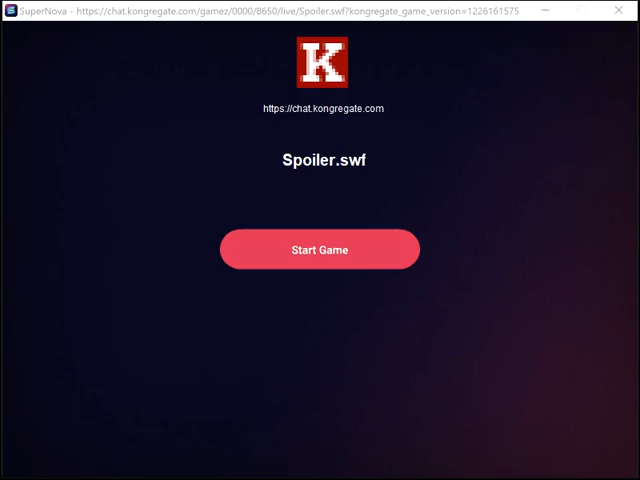 SuperNova - https://chat.kongregate.com/gamez/0000/8650/live/Spoiler.swf?kongregate_game_version=1226161575
K
https://chat.kongregate.com
Spoiler.swf
Start Game